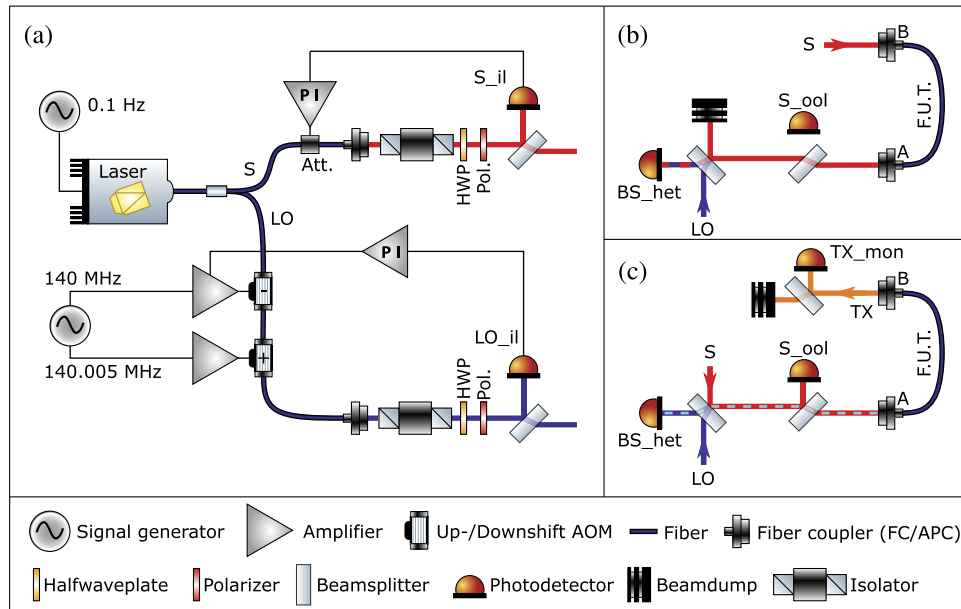 (a)
0.1 Hz
Laser
S
LO
Att.
P I
S_il
HWP
Pol.
140 MHz
140.005 MHz
-
+
P I
LO_il
HWP
Pol.
(b)
S
B
F.U.T.
A
S_ool
BS_het
LO
(c)
TX_mon
B
TX
F.U.T.
S
S_ool
A
BS_het
LO
Signal generator
Amplifier
Up-/Downshift AOM
Fiber
Fiber coupler (FC/APC)
Halfwaveplate
Polarizer
Beamsplitter
Photodetector
Beamdump
Isolator